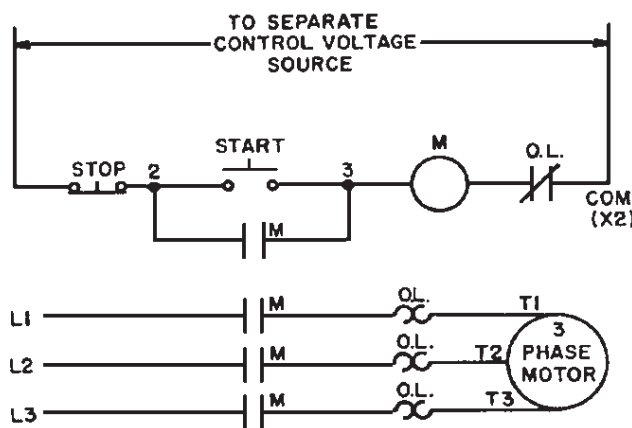 TO SEPARATE
CONTROL VOLTAGE
SOURCE
START
M
O.L.
STOP
2
3
COM
(X2)
M
L1
M
O.L.
T1
L2
M
O.L.
T2
3
PHASE
MOTOR
L3
M
O.L.
T3